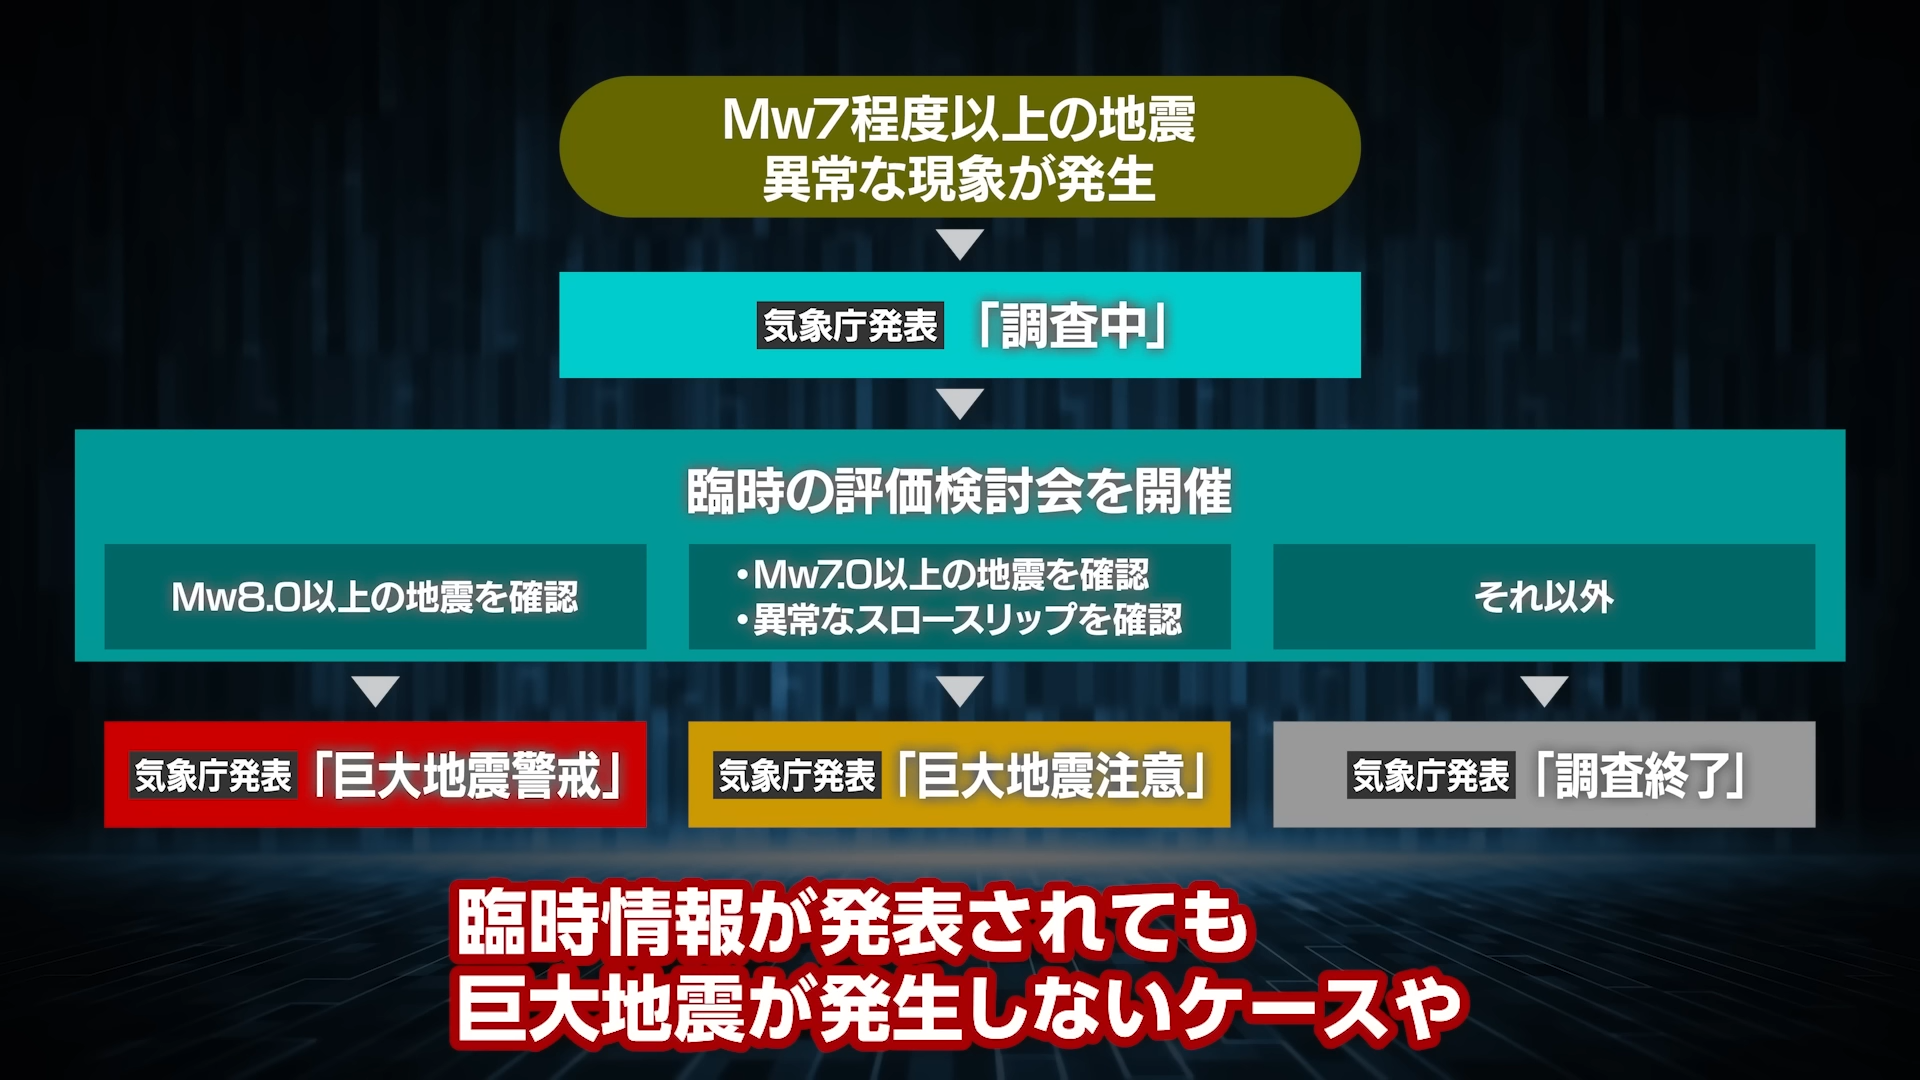 Mw7程度以上の地震
異常な現象が発生
気象庁発表 「調査中」
臨時の評価検討会を開催
Mw8.0以上の地震を確認
・Mw7.0以上の地震を確認
・異常なスロースリップを確認
それ以外
気象庁発表 「巨大地震警戒」
気象庁発表 「巨大地震注意」
気象庁発表 「調査終了」
臨時情報が発表されても
巨大地震が発生しないケースや